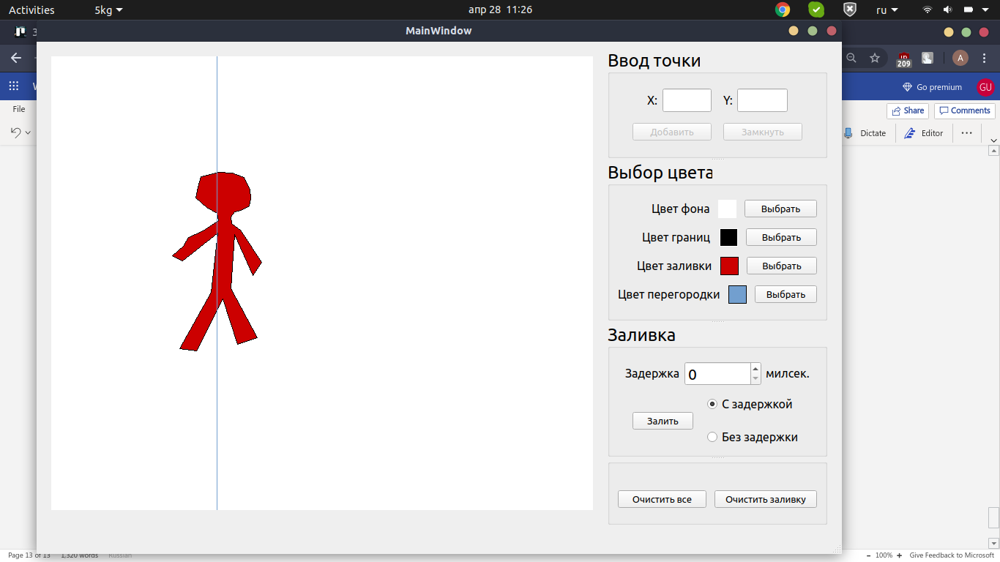 Activities 5kg апр 28 11:26 ru
MainWindow
3
209 A
W Go premium GU
File Share Comments
Dictate Editor
Ввод точки
X: Y:
Добавить Замкнуть
Выбор цвета
Цвет фона Выбрать
Цвет границ Выбрать
Цвет заливки Выбрать
Цвет перегородки Выбрать
Заливка
Задержка 0 милсек.
С задержкой
Залить
Без задержки
Очистить все Очистить заливку
Page 13 of 13 1,320 words Russian - 100% + Give Feedback to Microsoft